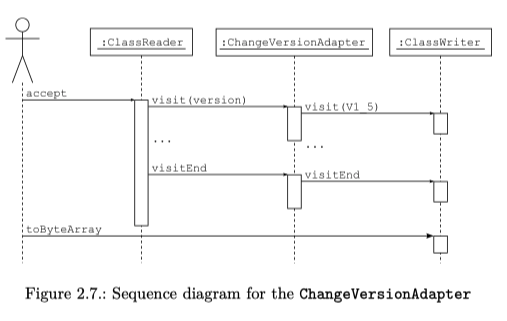 :ClassReader :ChangeVersionAdapter :ClassWriter
accept
visit(version)
visit(V1_5)
...
...
visitEnd
visitEnd
toByteArray
Figure 2.7.: Sequence diagram for the ChangeVersionAdapter